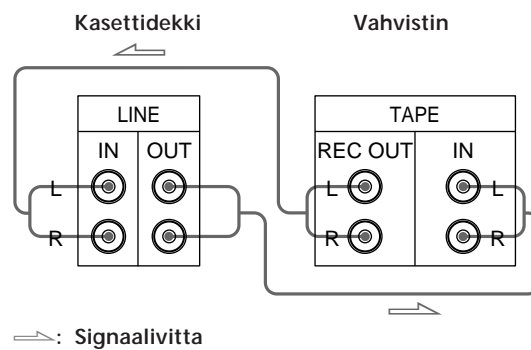 Kasettidekki Vahvistin
LINE TAPE
IN OUT REC OUT IN
L L L
R R R
: Signaalivitta